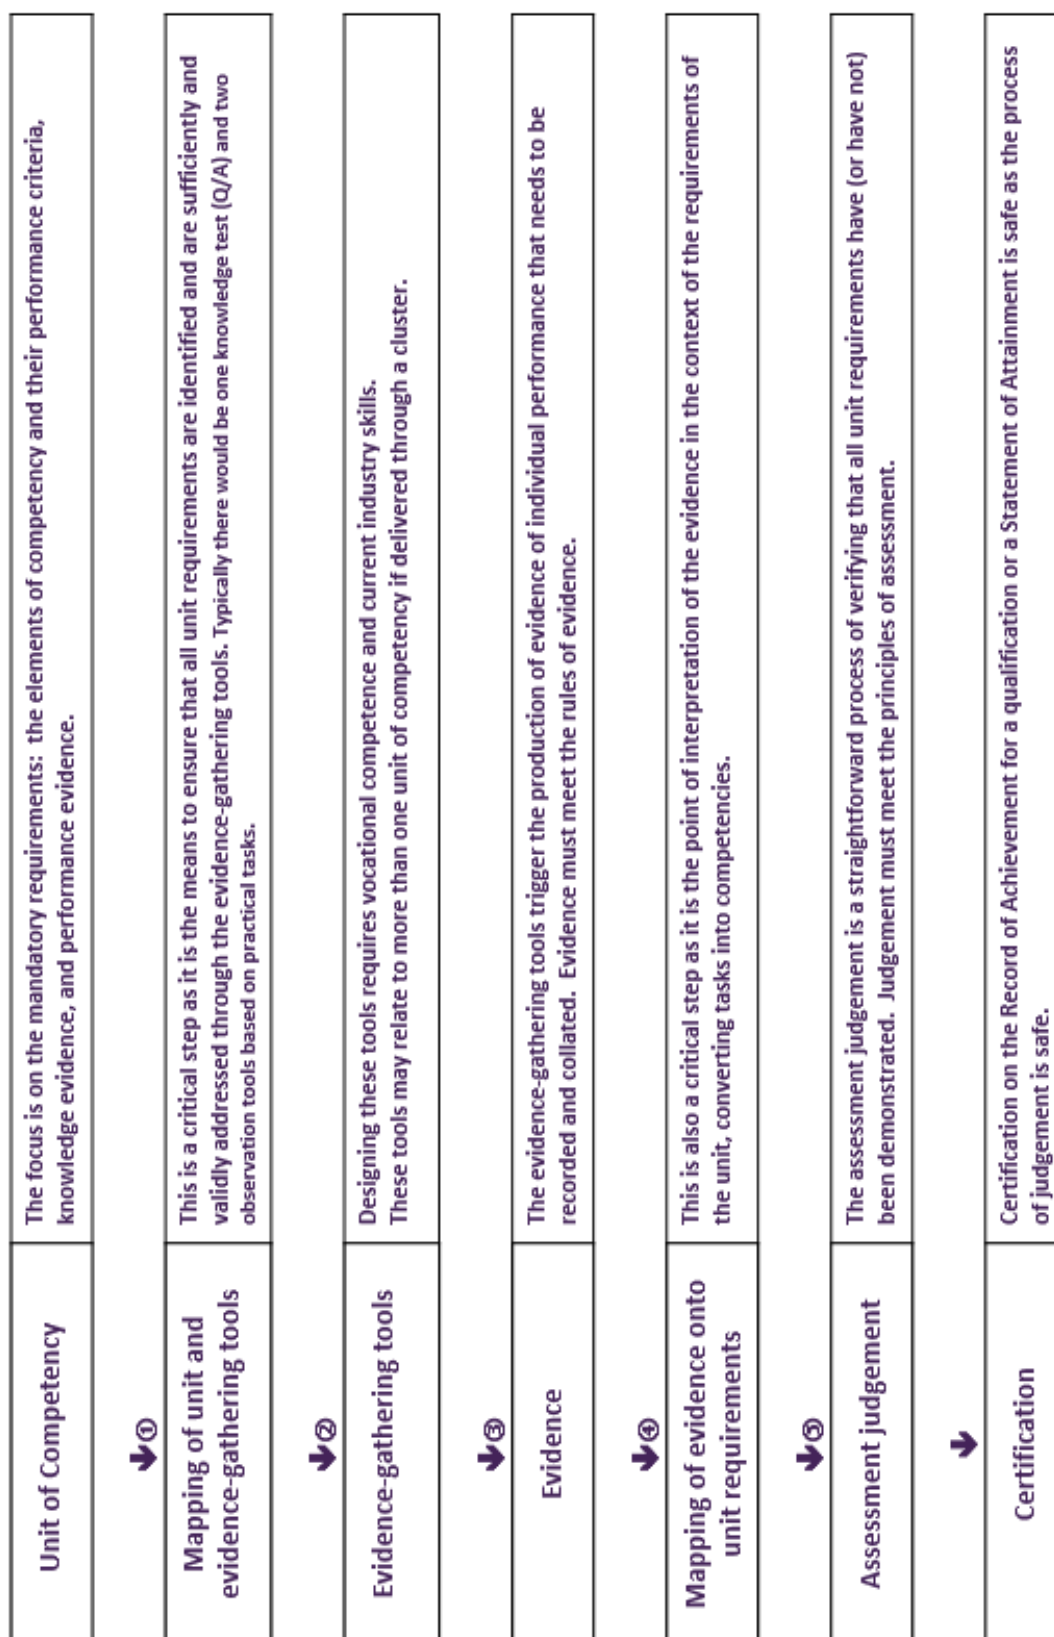 Unit of Competency
The focus is on the mandatory requirements:  the elements of competency and their performance criteria,
knowledge evidence, and performance evidence.
↓①
Mapping of unit and
evidence-gathering tools
This is a critical step as it is the means to ensure that all unit requirements are identified and are sufficiently and
validly addressed through the evidence-gathering tools. Typically there would be one knowledge test (Q/A) and two
observation tools based on practical tasks.
↓②
Evidence-gathering tools
Designing these tools requires vocational competence and current industry skills.
These tools may relate to more than one unit of competency if delivered through a cluster.
↓③
Evidence
The evidence-gathering tools trigger the production of evidence of individual performance that needs to be
recorded and collated.  Evidence must meet the rules of evidence.
↓④
Mapping of evidence onto
unit requirements
This is also a critical step as it is the point of interpretation of the evidence in the context of the requirements of
the unit, converting tasks into competencies.
↓⑤
Assessment judgement
The assessment judgement is a straightforward process of verifying that all unit requirements have (or have not)
been demonstrated.  Judgement must meet the principles of assessment.
↓
Certification
Certification on the Record of Achievement for a qualification or a Statement of Attainment is safe as the process
of judgement is safe.